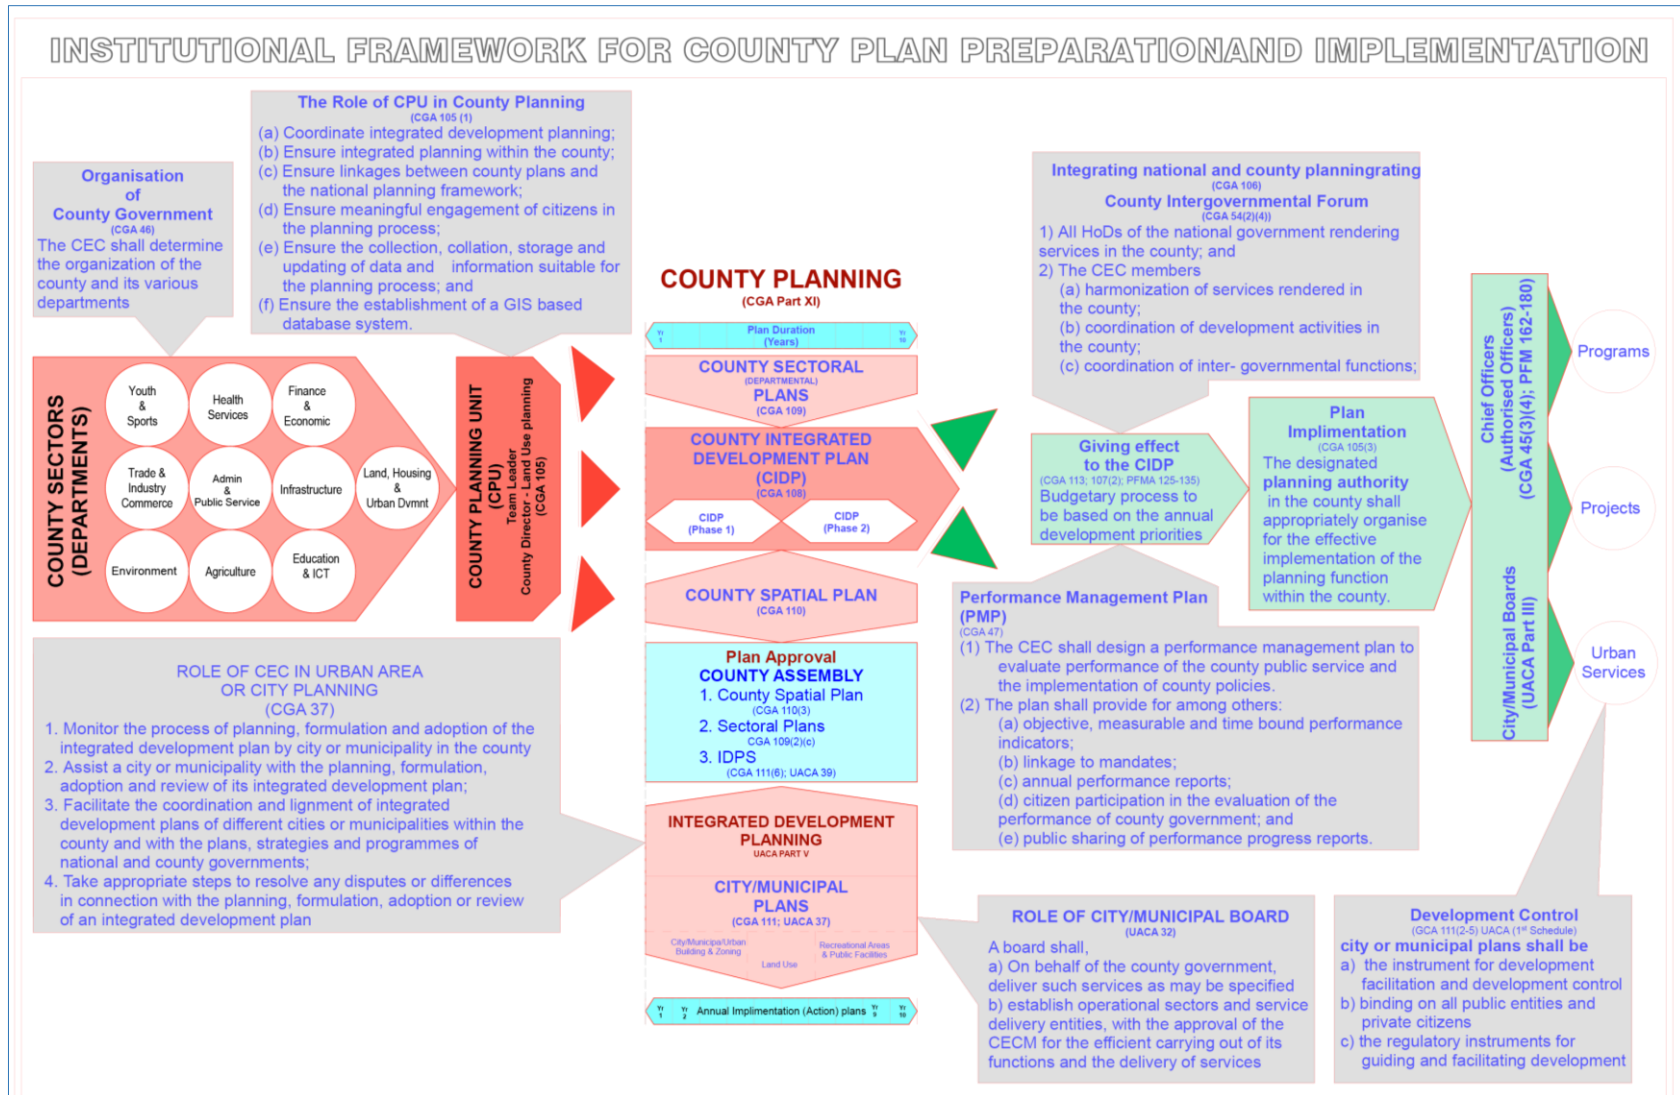 INSTITUTIONAL FRAMEWORK FOR COUNTY PLAN PREPARATIONAND IMPLEMENTATION
Organisation
of
County Government
(CGA 46)
The CEC shall determine
the organization of the
county and its various
departments
The Role of CPU in County Planning
(CGA 105 (1)
(a) Coordinate integrated development planning;
(b) Ensure integrated planning within the county;
(c) Ensure linkages between county plans and
the national planning framework;
(d) Ensure meaningful engagement of citizens in
the planning process;
(e) Ensure the collection, collation, storage and
updating of data and information suitable for
the planning process; and
(f) Ensure the establishment of a GIS based
database system.
COUNTY SECTORS
(DEPARTMENTS)
Youth
&
Sports
Health
Services
Finance
&
Economic
Trade &
Industry
Commerce
Admin
&
Public Service
Infrastructure
Land, Housing
&
Urban Dvmnt
Environment
Agriculture
Education
& ICT
COUNTY PLANNING UNIT
(CPU)
Team Leader
County Director - Land Use planning
(CGA 105)
ROLE OF CEC IN URBAN AREA
OR CITY PLANNING
(CGA 37)
1. Monitor the process of planning, formulation and adoption of the
integrated development plan by city or municipality in the county
2. Assist a city or municipality with the planning, formulation,
adoption and review of its integrated development plan;
3. Facilitate the coordination and lignment of integrated
development plans of different cities or municipalities within the
county and with the plans, strategies and programmes of
national and county governments;
4. Take appropriate steps to resolve any disputes or differences
in connection with the planning, formulation, adoption or review
of an integrated development plan
COUNTY PLANNING
(CGA Part XI)
Yr
1
Plan Duration
(Years)
Yr
10
COUNTY SECTORAL
(DEPARTMENTAL)
PLANS
(CGA 109)
COUNTY INTEGRATED
DEVELOPMENT PLAN
(CIDP)
(CGA 108)
CIDP
(Phase 1)
CIDP
(Phase 2)
COUNTY SPATIAL PLAN
(CGA 110)
Plan Approval
COUNTY ASSEMBLY
1. County Spatial Plan
(CGA 110(3)
2. Sectoral Plans
CGA 109(2)(c)
3. IDPS
(CGA 111(6); UACA 39)
INTEGRATED DEVELOPMENT
PLANNING
UACA PART V
CITY/MUNICIPAL
PLANS
(CGA 111; UACA 37)
City/Municipa/Urban
Building & Zoning
Land Use
Recreational Areas
& Public Facilities
Yr
1
Yr
2
Annual Implimentation (Action) plans
Yr
9
Yr
10
Integrating national and county planningrating
(CGA 106)
County Intergovernmental Forum
(CGA 54(2)(4))
1) All HoDs of the national government rendering
services in the county; and
2) The CEC members
(a) harmonization of services rendered in
the county;
(b) coordination of development activities in
the county;
(c) coordination of inter- governmental functions;
Giving effect
to the CIDP
(CGA 113; 107(2); PFMA 125-135)
Budgetary process to
be based on the annual
development priorities
Plan
Implimentation
(CGA 105(3)
The designated
planning authority
in the county shall
appropriately organise
for the effective
implementation of the
planning function
within the county.
Performance Management Plan
(PMP)
(CGA 47)
(1) The CEC shall design a performance management plan to
evaluate performance of the county public service and
the implementation of county policies.
(2) The plan shall provide for among others:
(a) objective, measurable and time bound performance
indicators;
(b) linkage to mandates;
(c) annual performance reports;
(d) citizen participation in the evaluation of the
performance of county government; and
(e) public sharing of performance progress reports.
Chief Officers
(Authorised Officers)
(CGA 45(3)(4); PFM 162-180)
City/Municipal Boards
(UACA Part III)
Programs
Projects
Urban
Services
ROLE OF CITY/MUNICIPAL BOARD
(UACA 32)
A board shall,
a) On behalf of the county government,
deliver such services as may be specified
b) establish operational sectors and service
delivery entities, with the approval of the
CECM for the efficient carrying out of its
functions and the delivery of services
Development Control
(GCA 111(2-5) UACA (1st Schedule)
city or municipal plans shall be
a) the instrument for development
facilitation and development control
b) binding on all public entities and
private citizens
c) the regulatory instruments for
guiding and facilitating development